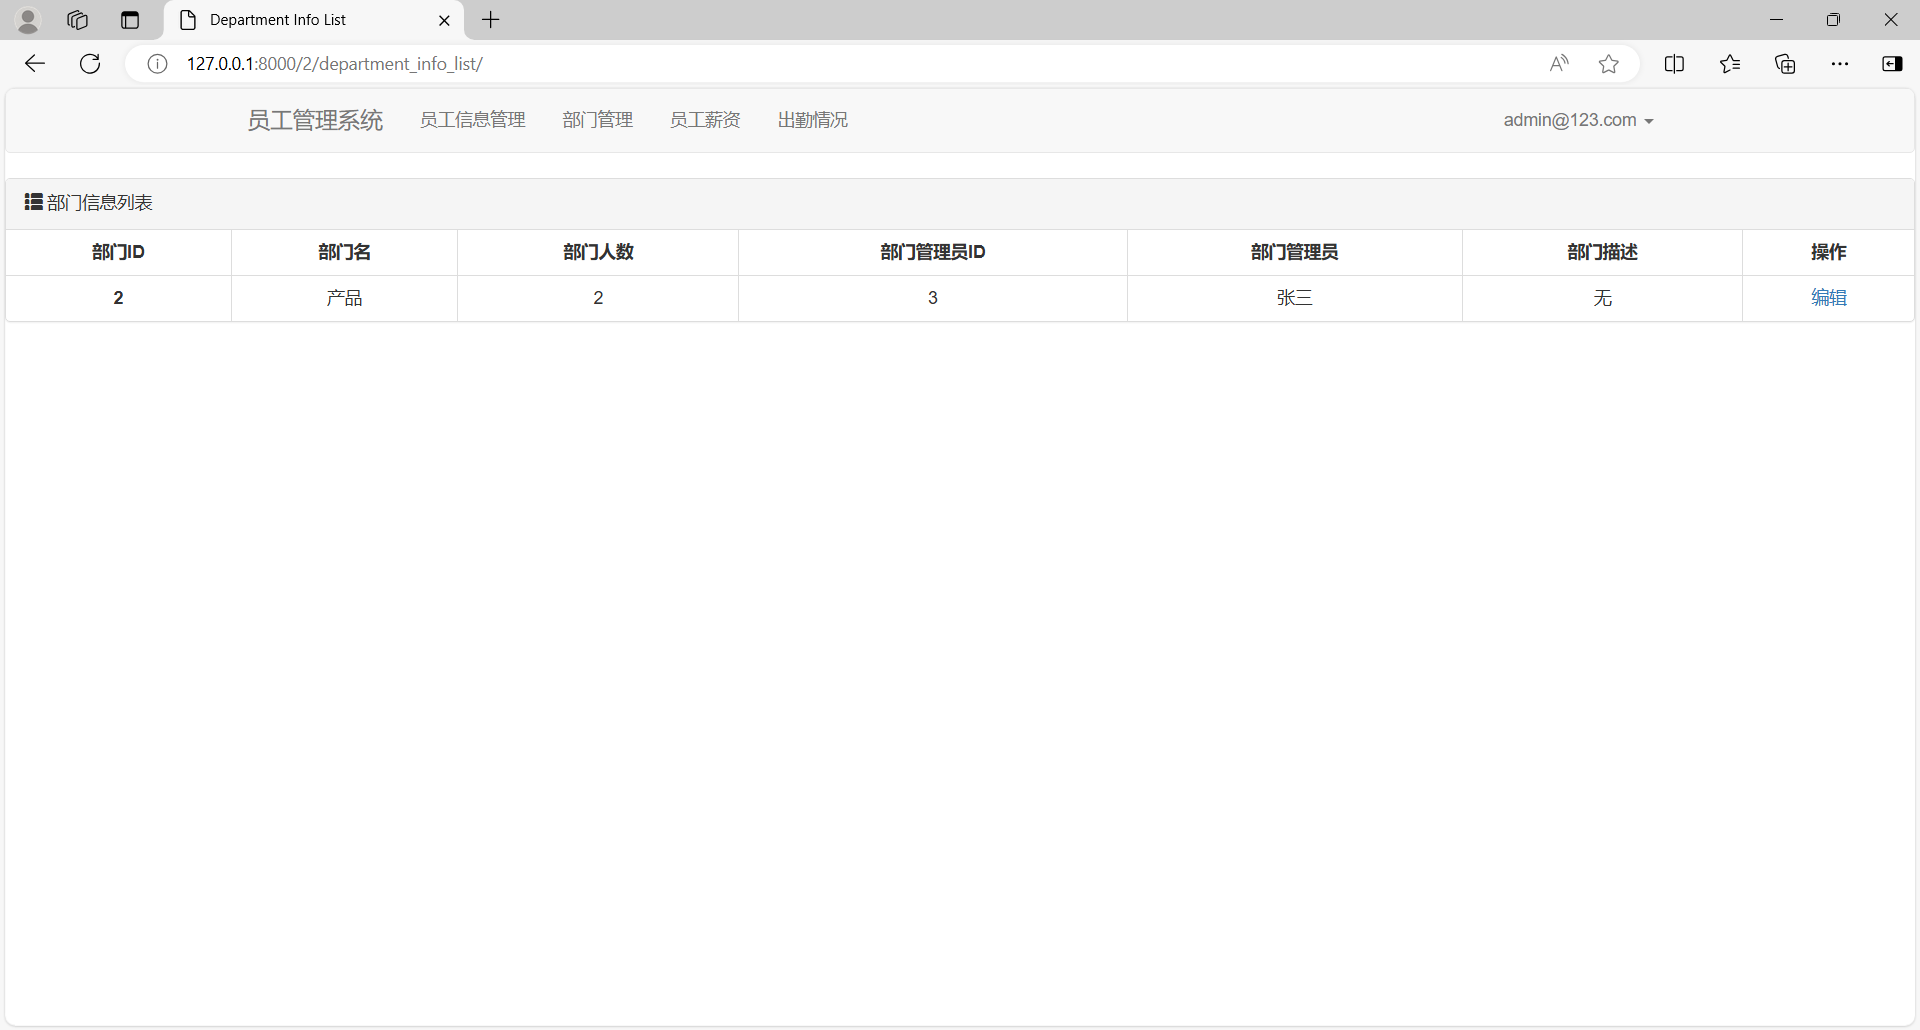 Department Info List
127.0.0.1:8000/2/department_info_list/
员工管理系统 员工信息管理 部门管理 员工薪资 出勤情况 admin@123.com
部门信息列表
部门ID 部门名 部门人数 部门管理员ID 部门管理员 部门描述 操作
2 产品 2 3 张三 无 编辑